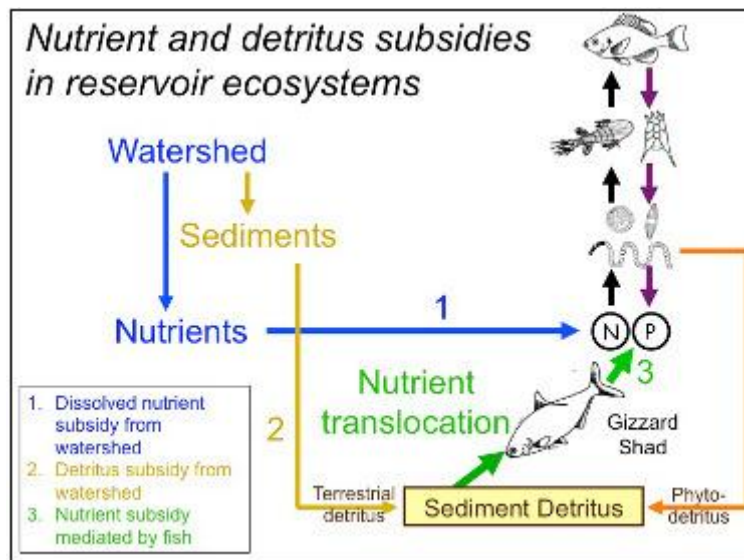 Nutrient and detritus subsidies
in reservoir ecosystems
Watershed
Sediments
Nutrients
1
N
P
3
Nutrient
translocation
Gizzard
Shad
2
1. Dissolved nutrient
subsidy from
watershed
2. Detritus subsidy from
watershed
3. Nutrient subsidy
mediated by fish
Terrestrial
detritus
Sediment Detritus
Phyto-
detritus